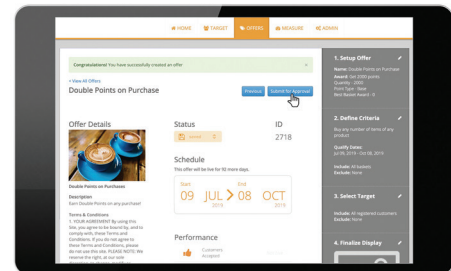 HOME TARGET OFFERS MEASURE ADMIN
Congratulations! You have successfully created an offer ×
< View All Offers
Double Points on Purchase
Previous Submit for Approval
Offer Details
Double Points on Purchases
Description
Earn Double Points on any purchase!
Terms & Conditions
1. YOUR AGREEMENT By using this
Site, you agree to be bound by, and to
comply with, these Terms and
Conditions. If you do not agree to
these Terms and Conditions, please
do not use this site. PLEASE NOTE: We
reserve the right, at our sole
Status
saved
ID
2718
Schedule
This offer will be live for 92 more days.
Start
09 JUL
2019
End
08 OCT
2019
Performance
Customers
Accepted
1. Setup Offer
Name: Double Points on Purchase
Award: Get 2000 points
Quantity - 2000
Point Type - Base
2. Define Criteria
Buy any number of items of any
product
Qualify Dates
Jul 09, 2019 - Oct 08, 2019
Include: All
Exclude: None
3. Select Target
Include: All registered customers
Exclude: None
4. Finalize Display